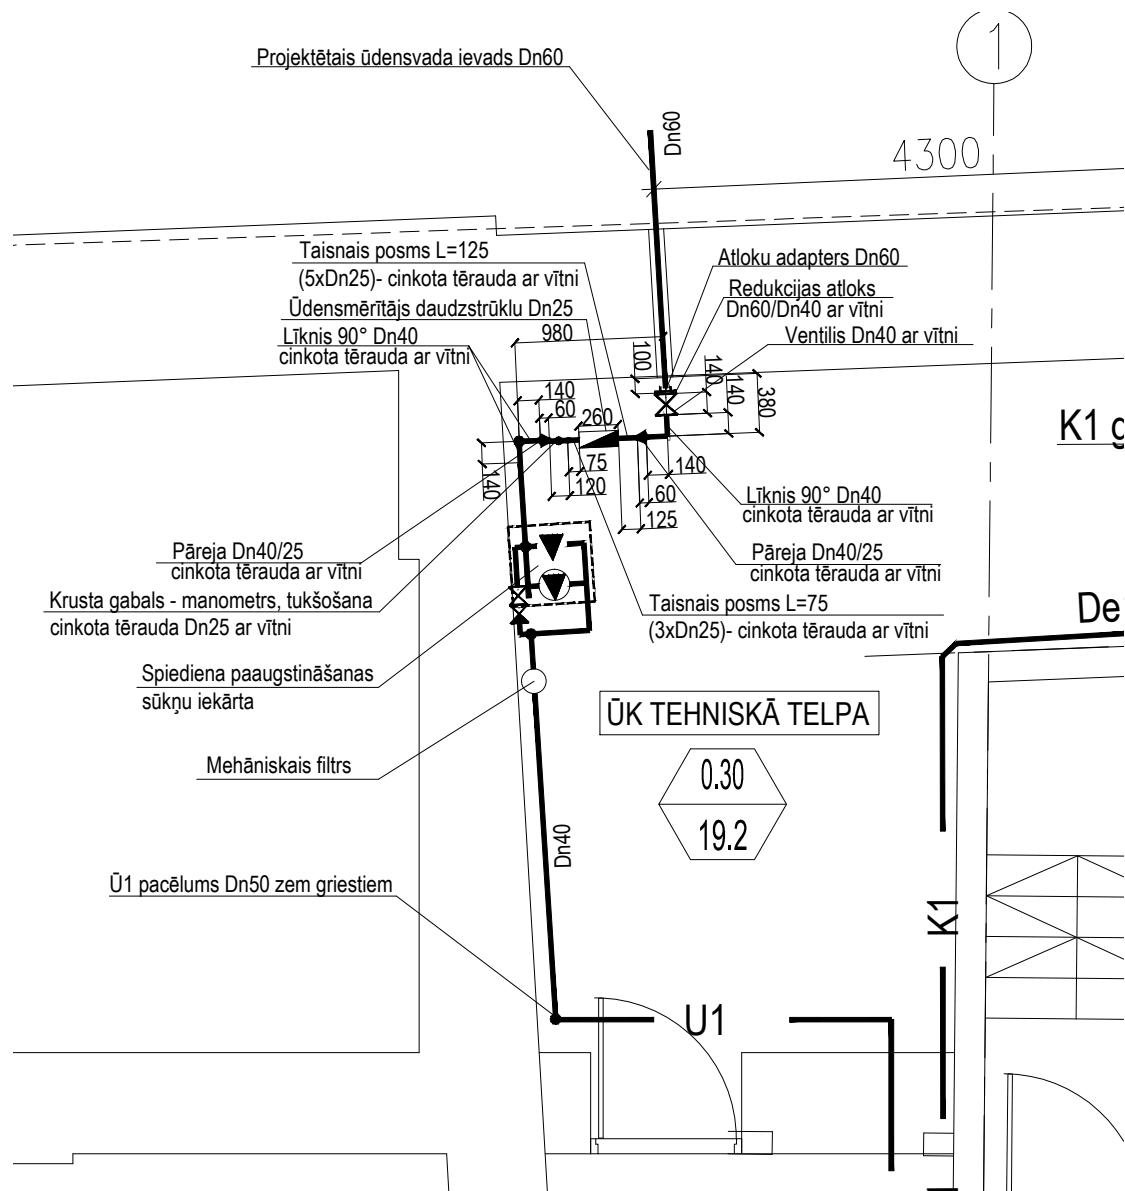 Projektētais ūdensvada ievads Dn60
1
Dn60
4300
Taisnais posms L=125
(5xDn25)- cinkota tērauda ar vītni
Ūdensmērītājs daudzstrūklu Dn25
Līknis 90° Dn40
cinkota tērauda ar vītni
Atloku adapters Dn60
Redukcijas atloks
Dn60/Dn40 ar vītni
Ventilis Dn40 ar vītni
980
100
140
140
380
140
60
260
K1 g
75
120
140
60
125
140
Līknis 90° Dn40
cinkota tērauda ar vītni
Pāreja Dn40/25
cinkota tērauda ar vītni
Pāreja Dn40/25
cinkota tērauda ar vītni
Krusta gabals - manometrs, tukšošana
cinkota tērauda Dn25 ar vītni
Taisnais posms L=75
(3xDn25)- cinkota tērauda ar vītni
De
Spiediena paaugstināšanas
sūkņu iekārta
ŪK TEHNISKĀ TELPA
Mehāniskais filtrs
0.30
19.2
Dn40
Ū1 pacēlums Dn50 zem griestiem
K1
U1